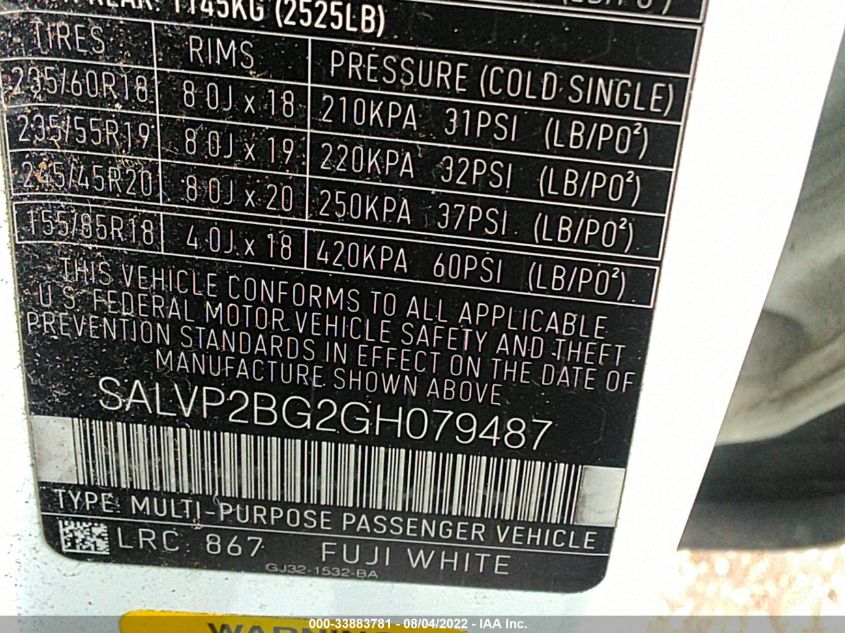 REAR: 1145KG (2525LB)
TIRES RIMS PRESSURE (COLD SINGLE)
235/60R18 8.0J x 18 210KPA 31PSI (LB/PO²)
235/55R19 8.0J x 19 220KPA 32PSI (LB/PO²)
245/45R20 8.0J x 20 250KPA 37PSI (LB/PO²)
155/85R18 4.0J x 18 420KPA 60PSI (LB/PO²)
THIS VEHICLE CONFORMS TO ALL APPLICABLE
U.S. FEDERAL MOTOR VEHICLE SAFETY AND THEFT
PREVENTION STANDARDS IN EFFECT ON THE DATE OF
MANUFACTURE SHOWN ABOVE
SALVP2BG2GH079487
TYPE: MULTI-PURPOSE PASSENGER VEHICLE
LRC 867 FUJI WHITE
GJ32-1532-BA
WARNING
000-33883781 - 08/04/2022 - IAA Inc.